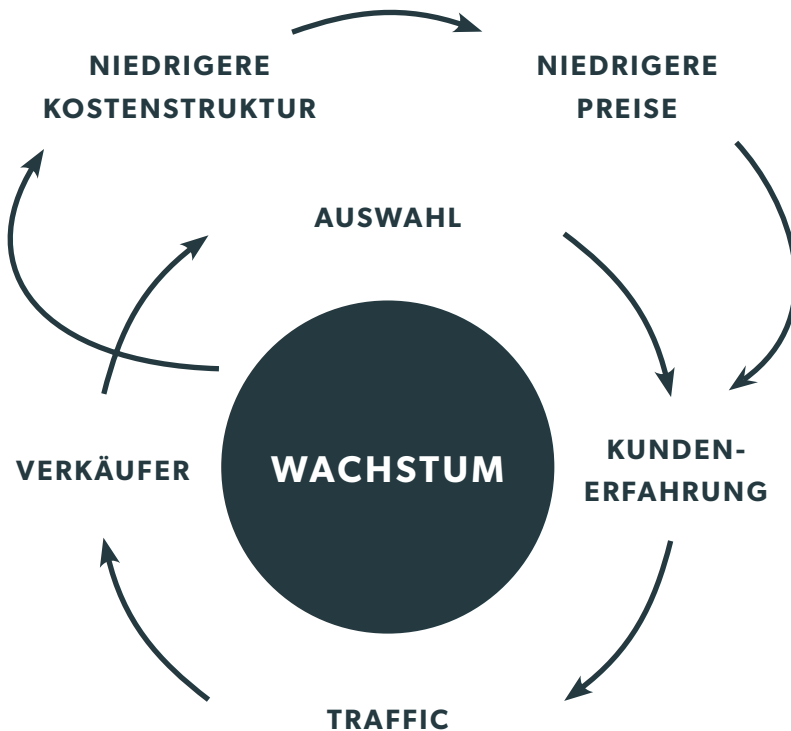 NIEDRIGERE
KOSTENSTRUKTUR
NIEDRIGERE
PREISE
AUSWAHL
VERKÄUFER
WACHSTUM
KUNDEN-
ERFAHRUNG
TRAFFIC